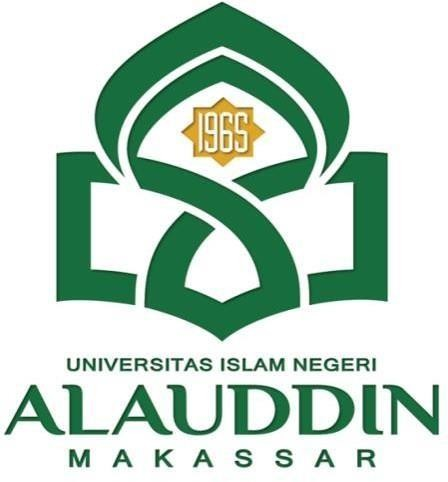 1965
UNIVERSITAS ISLAM NEGERI
ALAUDDIN
MAKASSAR